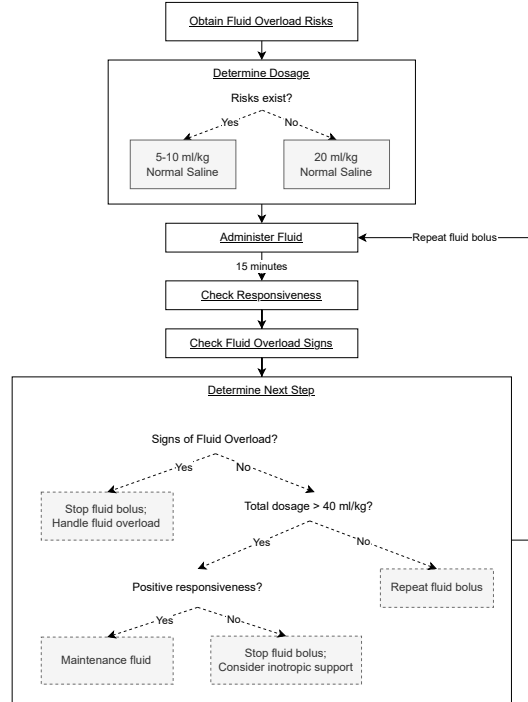 Obtain Fluid Overload Risks
Determine Dosage
Risks exist?
Yes
No
5-10 ml/kg
Normal Saline
20 ml/kg
Normal Saline
Administer Fluid
Repeat fluid bolus
15 minutes
Check Responsiveness
Check Fluid Overload Signs
Determine Next Step
Signs of Fluid Overload?
Yes
No
Stop fluid bolus;
Handle fluid overload
Total dosage > 40 ml/kg?
Yes
No
Positive responsiveness?
Repeat fluid bolus
Yes
No
Maintenance fluid
Stop fluid bolus;
Consider inotropic support